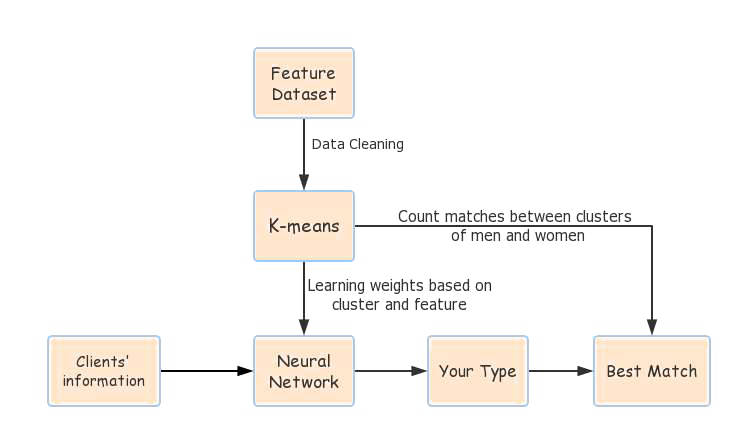 Feature
Dataset
Data Cleaning
K-means
Count matches between clusters
of men and women
Learning weights based on
cluster and feature
Clients'
information
Neural
Network
Your Type
Best Match